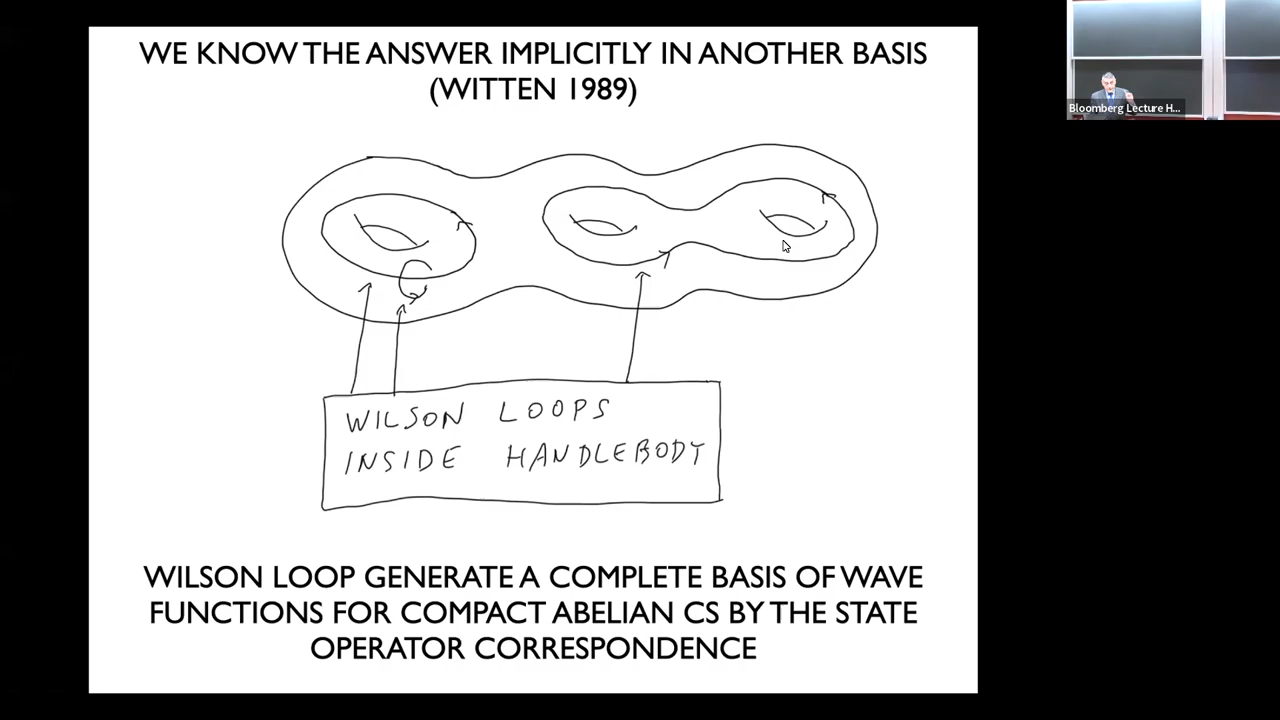 WE KNOW THE ANSWER IMPLICITLY IN ANOTHER BASIS
(WITTEN 1989)
Bloomberg Lecture H...
WILSON LOOPS
INSIDE HANDLEBODY
WILSON LOOP GENERATE A COMPLETE BASIS OF WAVE
FUNCTIONS FOR COMPACT ABELIAN CS BY THE STATE
OPERATOR CORRESPONDENCE